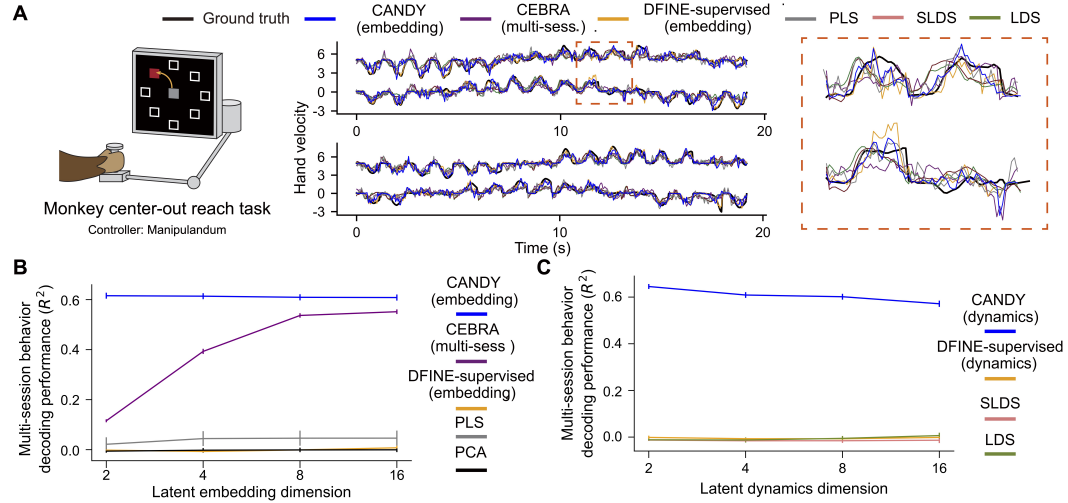 A
Ground truth
CANDY
(embedding)
CEBRA
(multi-sess.)
DFINE-supervised
(embedding)
PLS
SLDS
LDS
Monkey center-out reach task
Controller: Manipulandum
Hand velocity
6
3
0
-3
0
10
20
6
3
0
-3
0
10
20
Time (s)
B
Multi-session behavior
decoding performance (R²)
0.6
0.4
0.2
0.0
2
4
8
16
Latent embedding dimension
CANDY
(embedding)
CEBRA
(multi-sess )
DFINE-supervised
(embedding)
PLS
PCA
C
Multi-session behavior
decoding performance (R²)
0.6
0.4
0.2
0.0
2
4
8
16
Latent dynamics dimension
CANDY
(dynamics)
DFINE-supervised
(dynamics)
SLDS
LDS